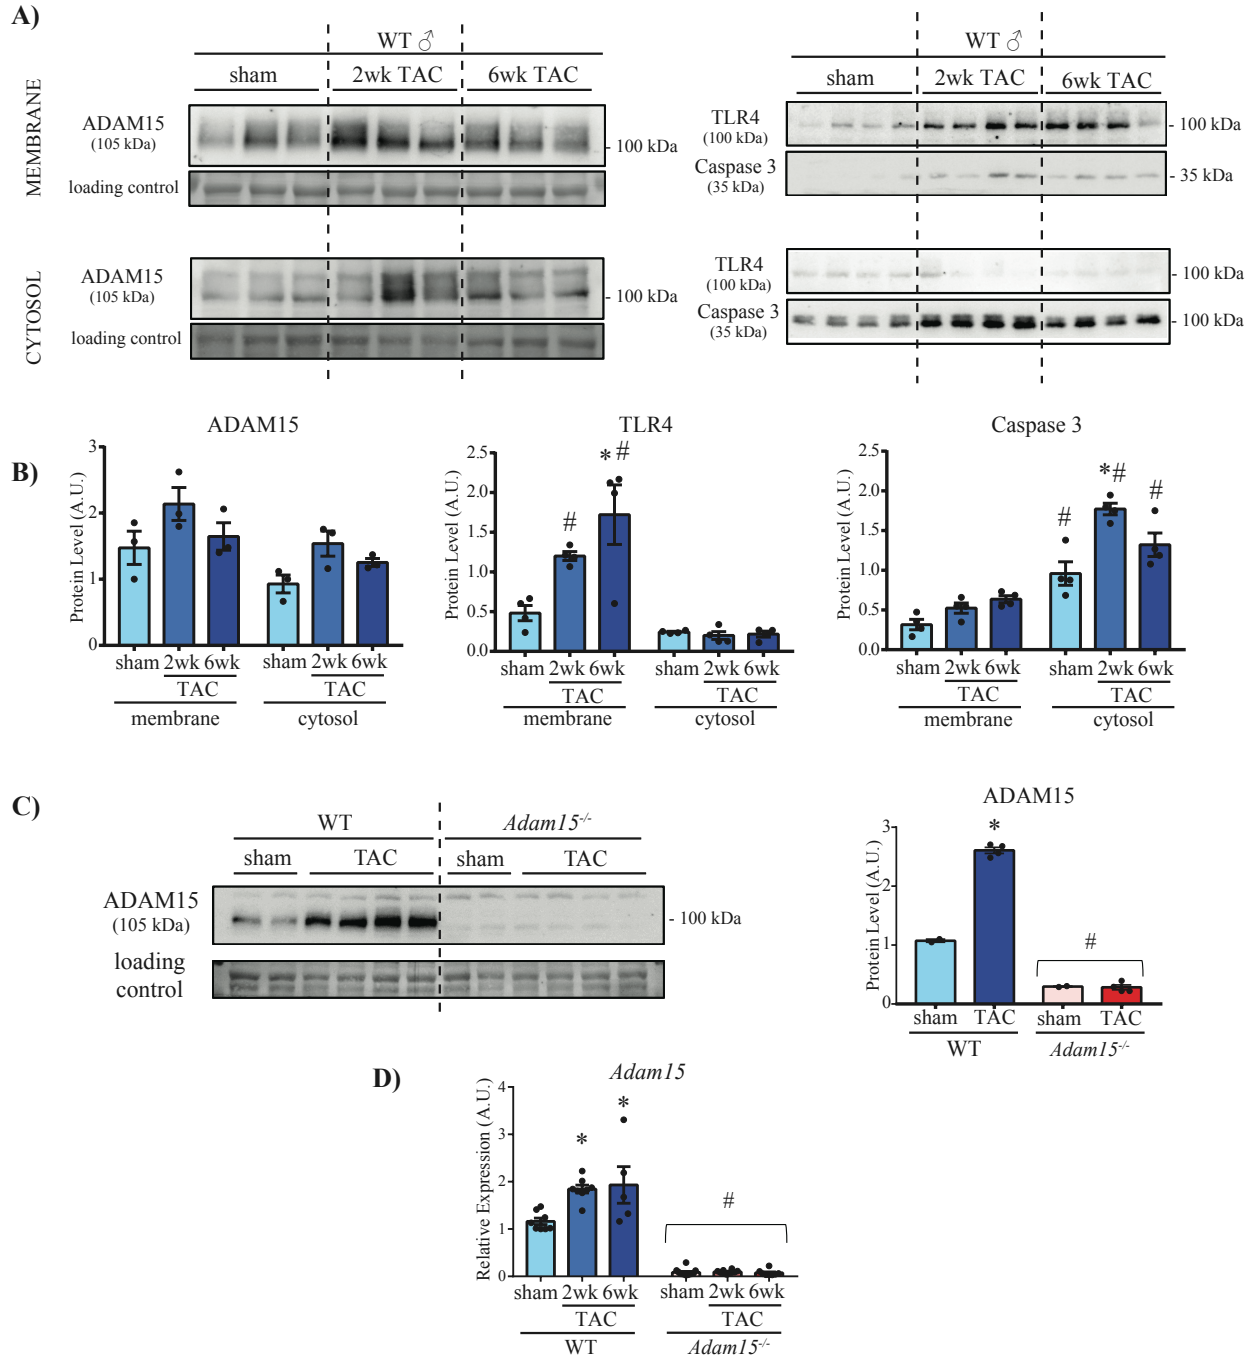 A)
WT ♂
sham 2wk TAC 6wk TAC
MEMBRANE
ADAM15
(105 kDa)
- 100 kDa
loading control
CYTOSOL
ADAM15
(105 kDa)
- 100 kDa
loading control
WT ♂
sham 2wk TAC 6wk TAC
TLR4
(100 kDa)
- 100 kDa
Caspase 3
(35 kDa)
- 35 kDa
TLR4
(100 kDa)
- 100 kDa
Caspase 3
(35 kDa)
- 100 kDa
B)
ADAM15
Protein Level (A.U.)
3
2
1
0
sham 2wk 6wk sham 2wk 6wk
TAC TAC
membrane cytosol
TLR4
Protein Level (A.U.)
2.5
2.0
1.5
1.0
0.5
0.0
# * #
sham 2wk 6wk sham 2wk 6wk
TAC TAC
membrane cytosol
Caspase 3
Protein Level (A.U.)
2.5
2.0
1.5
1.0
0.5
0.0
# *# #
sham 2wk 6wk sham 2wk 6wk
TAC TAC
membrane cytosol
C)
WT Adam15-/-
sham TAC sham TAC
ADAM15
(105 kDa)
- 100 kDa
loading
control
ADAM15
Protein Level (A.U.)
3
2
1
0
*
#
sham TAC sham TAC
WT Adam15-/-
D)
Adam15
Relative Expression (A.U.)
4
3
2
1
0
* *
#
sham 2wk 6wk sham 2wk 6wk
TAC TAC
WT Adam15-/-